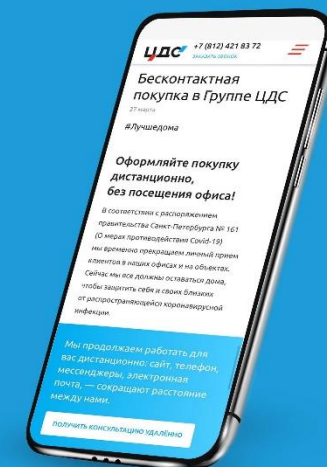 ЦДС
+7 (812) 421 83 72
ЗАКАЗАТЬ ЗВОНОК
Бесконтактная
покупка в Группе ЦДС
27 марта
#Лучшедома
Оформляйте покупку
дистанционно,
без посещения офиса!
В соответствии с распоряжением
правительства Санкт-Петербурга № 161
(О мерах противодействия Covid-19)
мы временно прекращаем личный прием
клиентов в наших офисах и на объектах.
Сейчас мы все должны оставаться дома,
чтобы защитить себя и своих близких
от распространяющейся коронавирусной
инфекции.
Мы продолжаем работать для
вас дистанционно: сайт, телефон,
мессенджеры, электронная
почта, — сокращают расстояние
между нами.
ПОЛУЧИТЬ КОНСУЛЬТАЦИЮ УДАЛЁННО